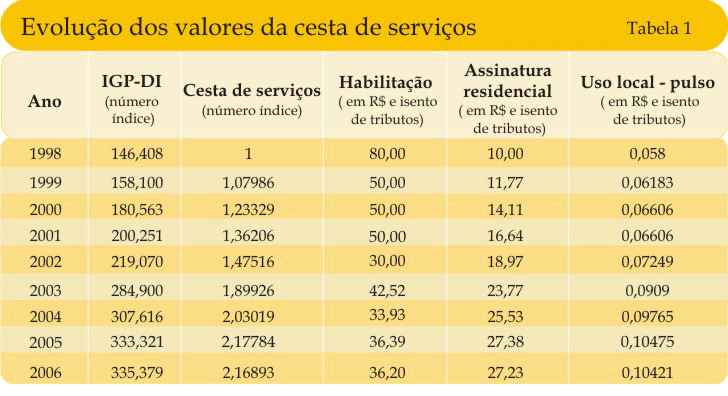 Evolução dos valores da cesta de serviços Tabela 1
Ano IGP-DI (número índice) Cesta de serviços (número índice) Habilitação ( em R$ e isento de tributos) Assinatura residencial ( em R$ e isento de tributos) Uso local - pulso ( em R$ e isento de tributos)
1998 146,408 1 80,00 10,00 0,058
1999 158,100 1,07986 50,00 11,77 0,06183
2000 180,563 1,23329 50,00 14,11 0,06606
2001 200,251 1,36206 50,00 16,64 0,06606
2002 219,070 1,47516 30,00 18,97 0,07249
2003 284,900 1,89926 42,52 23,77 0,0909
2004 307,616 2,03019 33,93 25,53 0,09765
2005 333,321 2,17784 36,39 27,38 0,10475
2006 335,379 2,16893 36,20 27,23 0,10421